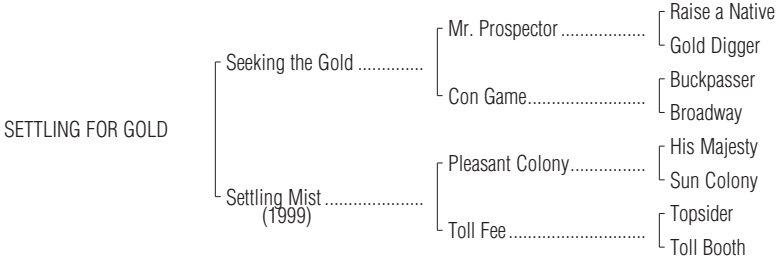 Raise a Native
Mr. Prospector ..................
Gold Digger
Seeking the Gold ..............
Buckpasser
Con Game.........................
Broadway
SETTLING FOR GOLD
His Majesty
Pleasant Colony................
Sun Colony
Settling Mist .....................
(1999)
Topsider
Toll Fee.............................
Toll Booth